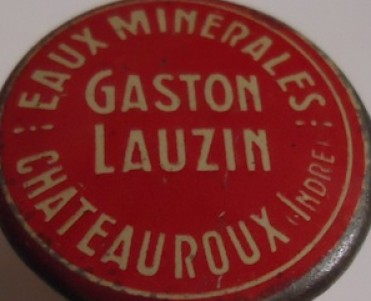 EAUX MINERALES
GASTON
LAUZIN
CHATEAUROUX (INDRE)